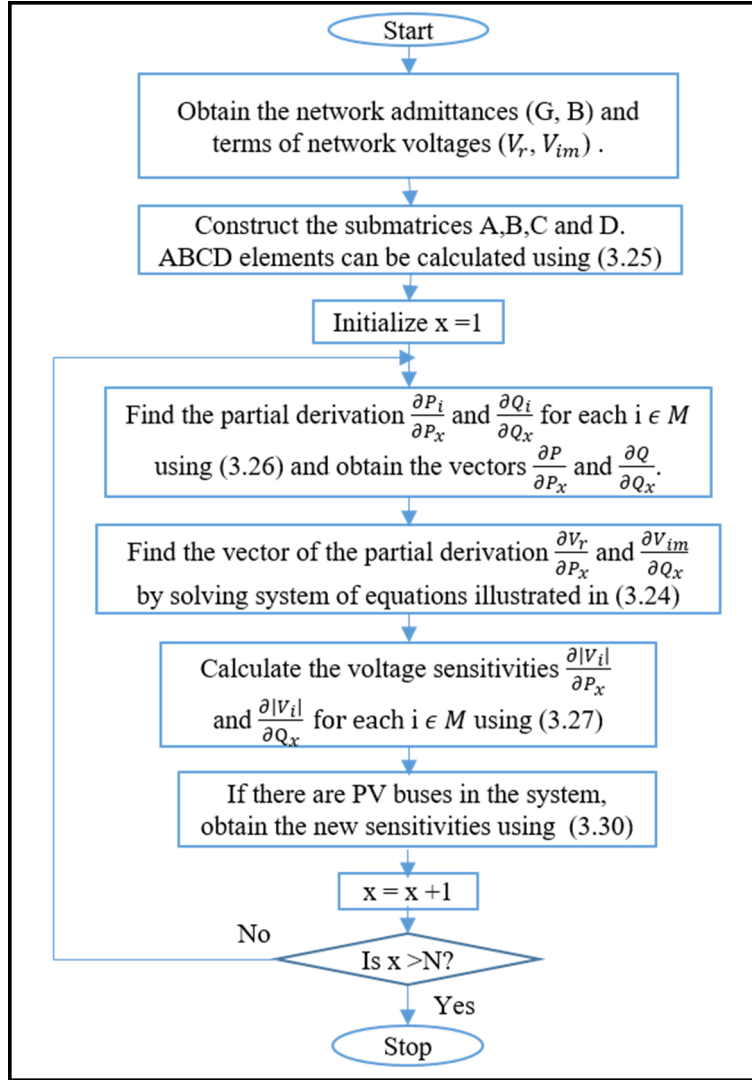 Start
Obtain the network admittances (G, B) and
terms of network voltages (V_r, V_im) .
Construct the submatrices A,B,C and D.
ABCD elements can be calculated using (3.25)
Initialize x =1
Find the partial derivation ∂P_i/∂P_x and ∂Q_i/∂Q_x for each i ϵ M
using (3.26) and obtain the vectors ∂P/∂P_x and ∂Q/∂Q_x.
Find the vector of the partial derivation ∂V_r/∂P_x and ∂V_im/∂Q_x
by solving system of equations illustrated in (3.24)
Calculate the voltage sensitivities ∂|V_i|/∂P_x
and ∂|V_i|/∂Q_x for each i ϵ M using (3.27)
If there are PV buses in the system,
obtain the new sensitivities using (3.30)
x = x +1
No
Is x >N?
Yes
Stop